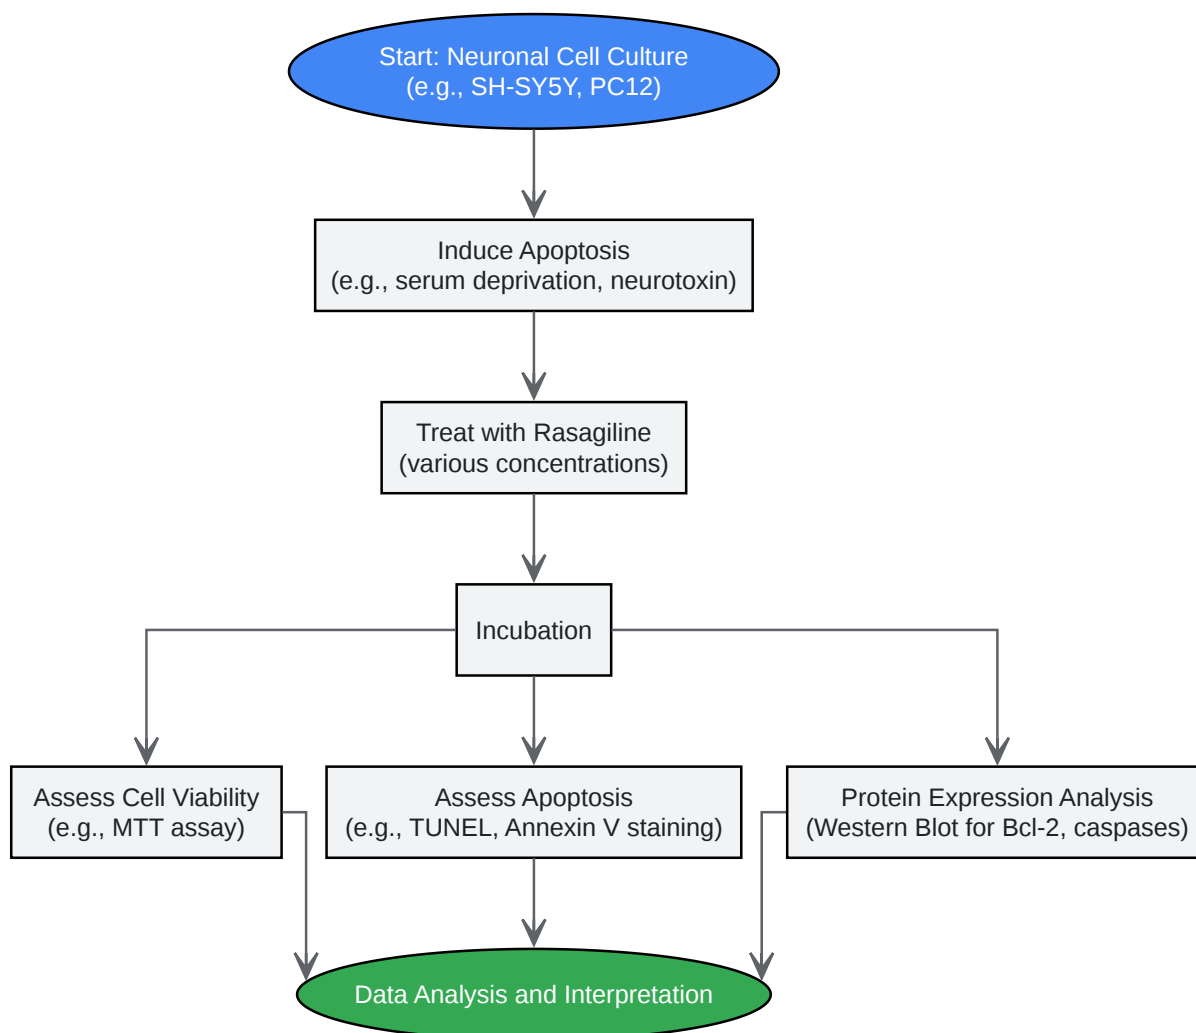 Start: Neuronal Cell Culture
(e.g., SH-SY5Y, PC12)
Induce Apoptosis
(e.g., serum deprivation, neurotoxin)
Treat with Rasagiline
(various concentrations)
Incubation
Assess Cell Viability
(e.g., MTT assay)
Assess Apoptosis
(e.g., TUNEL, Annexin V staining)
Protein Expression Analysis
(Western Blot for Bcl-2, caspases)
Data Analysis and Interpretation